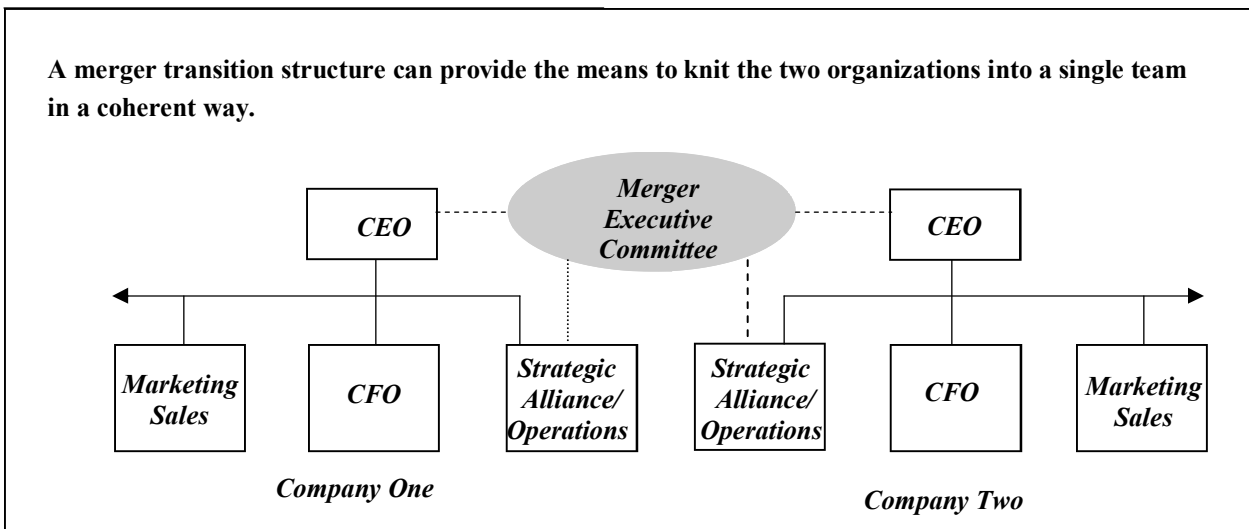 A merger transition structure can provide the means to knit the two organizations into a single team
in a coherent way.
Merger
Executive
Committee
CEO
CEO
Marketing
Sales
CFO
Strategic
Alliance/
Operations
Strategic
Alliance/
Operations
CFO
Marketing
Sales
Company One
Company Two